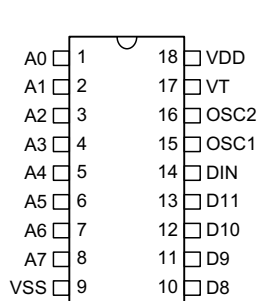 A0 1 18 VDD
A1 2 17 VT
A2 3 16 OSC2
A3 4 15 OSC1
A4 5 14 DIN
A5 6 13 D11
A6 7 12 D10
A7 8 11 D9
VSS 9 10 D8